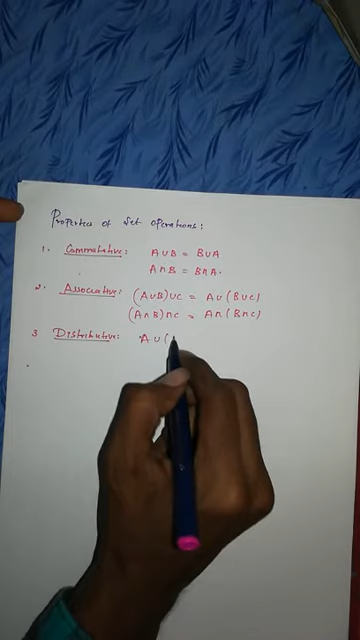 Properties of Set Operations:
1. Commutative: A∪B = B∪A
A∩B = B∩A.
2. Associative: (A∪B)∪C = A∪(B∪C)
(A∩B)∩C = A∩(B∩C)
3 Distributive: A∪(